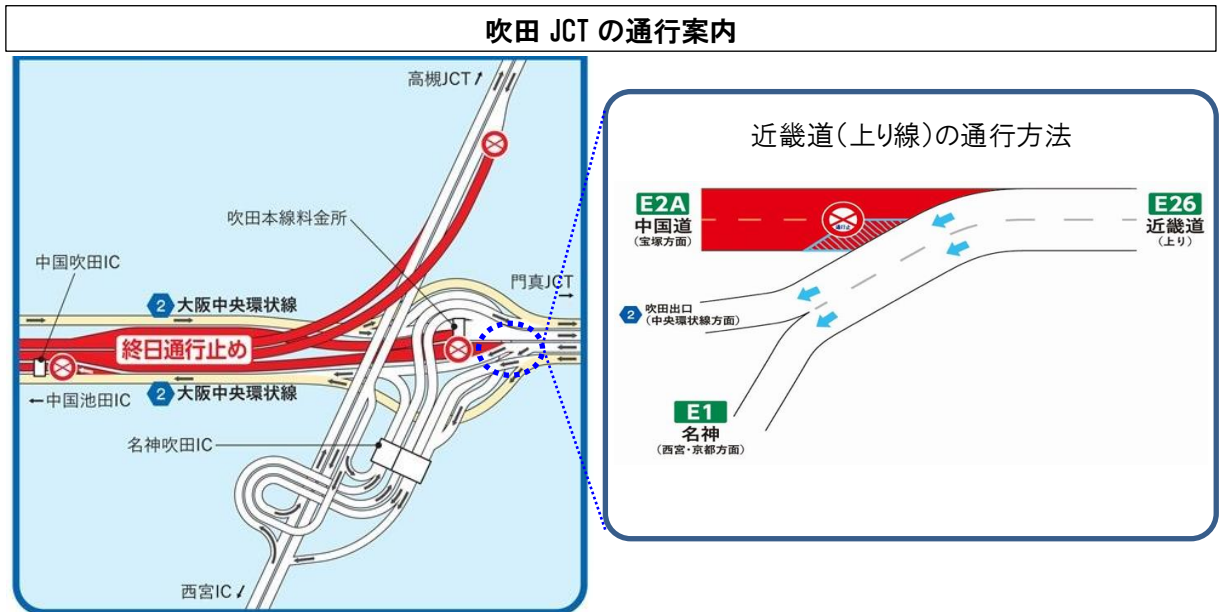 吹田 JCT の通行案内
高槻JCT
吹田本線料金所
中国吹田IC
門真JCT
2 大阪中央環状線
終日通行止め
2 大阪中央環状線
←中国池田IC
名神吹田IC
西宮IC
近畿道(上り線)の通行方法
E2A
中国道
(宝塚方面)
E26
近畿道
(上り)
2 吹田出口
(中央環状線方面)
E1
名神
(西宮・京都方面)